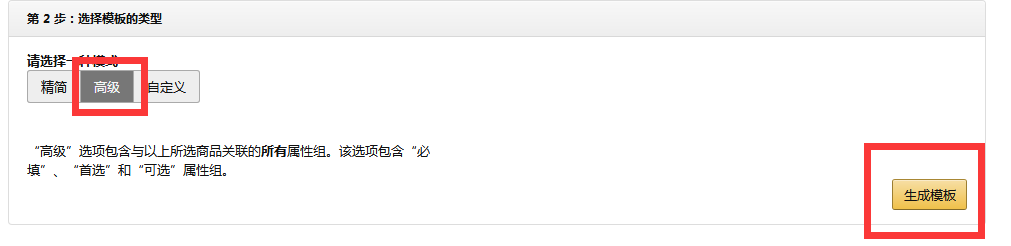 第 2 步：选择模板的类型
请选择一种模式
精简 高级 自定义
“高级”选项包含与以上所选商品关联的所有属性组。该选项包含“必
填”、“首选”和“可选”属性组。
生成模板